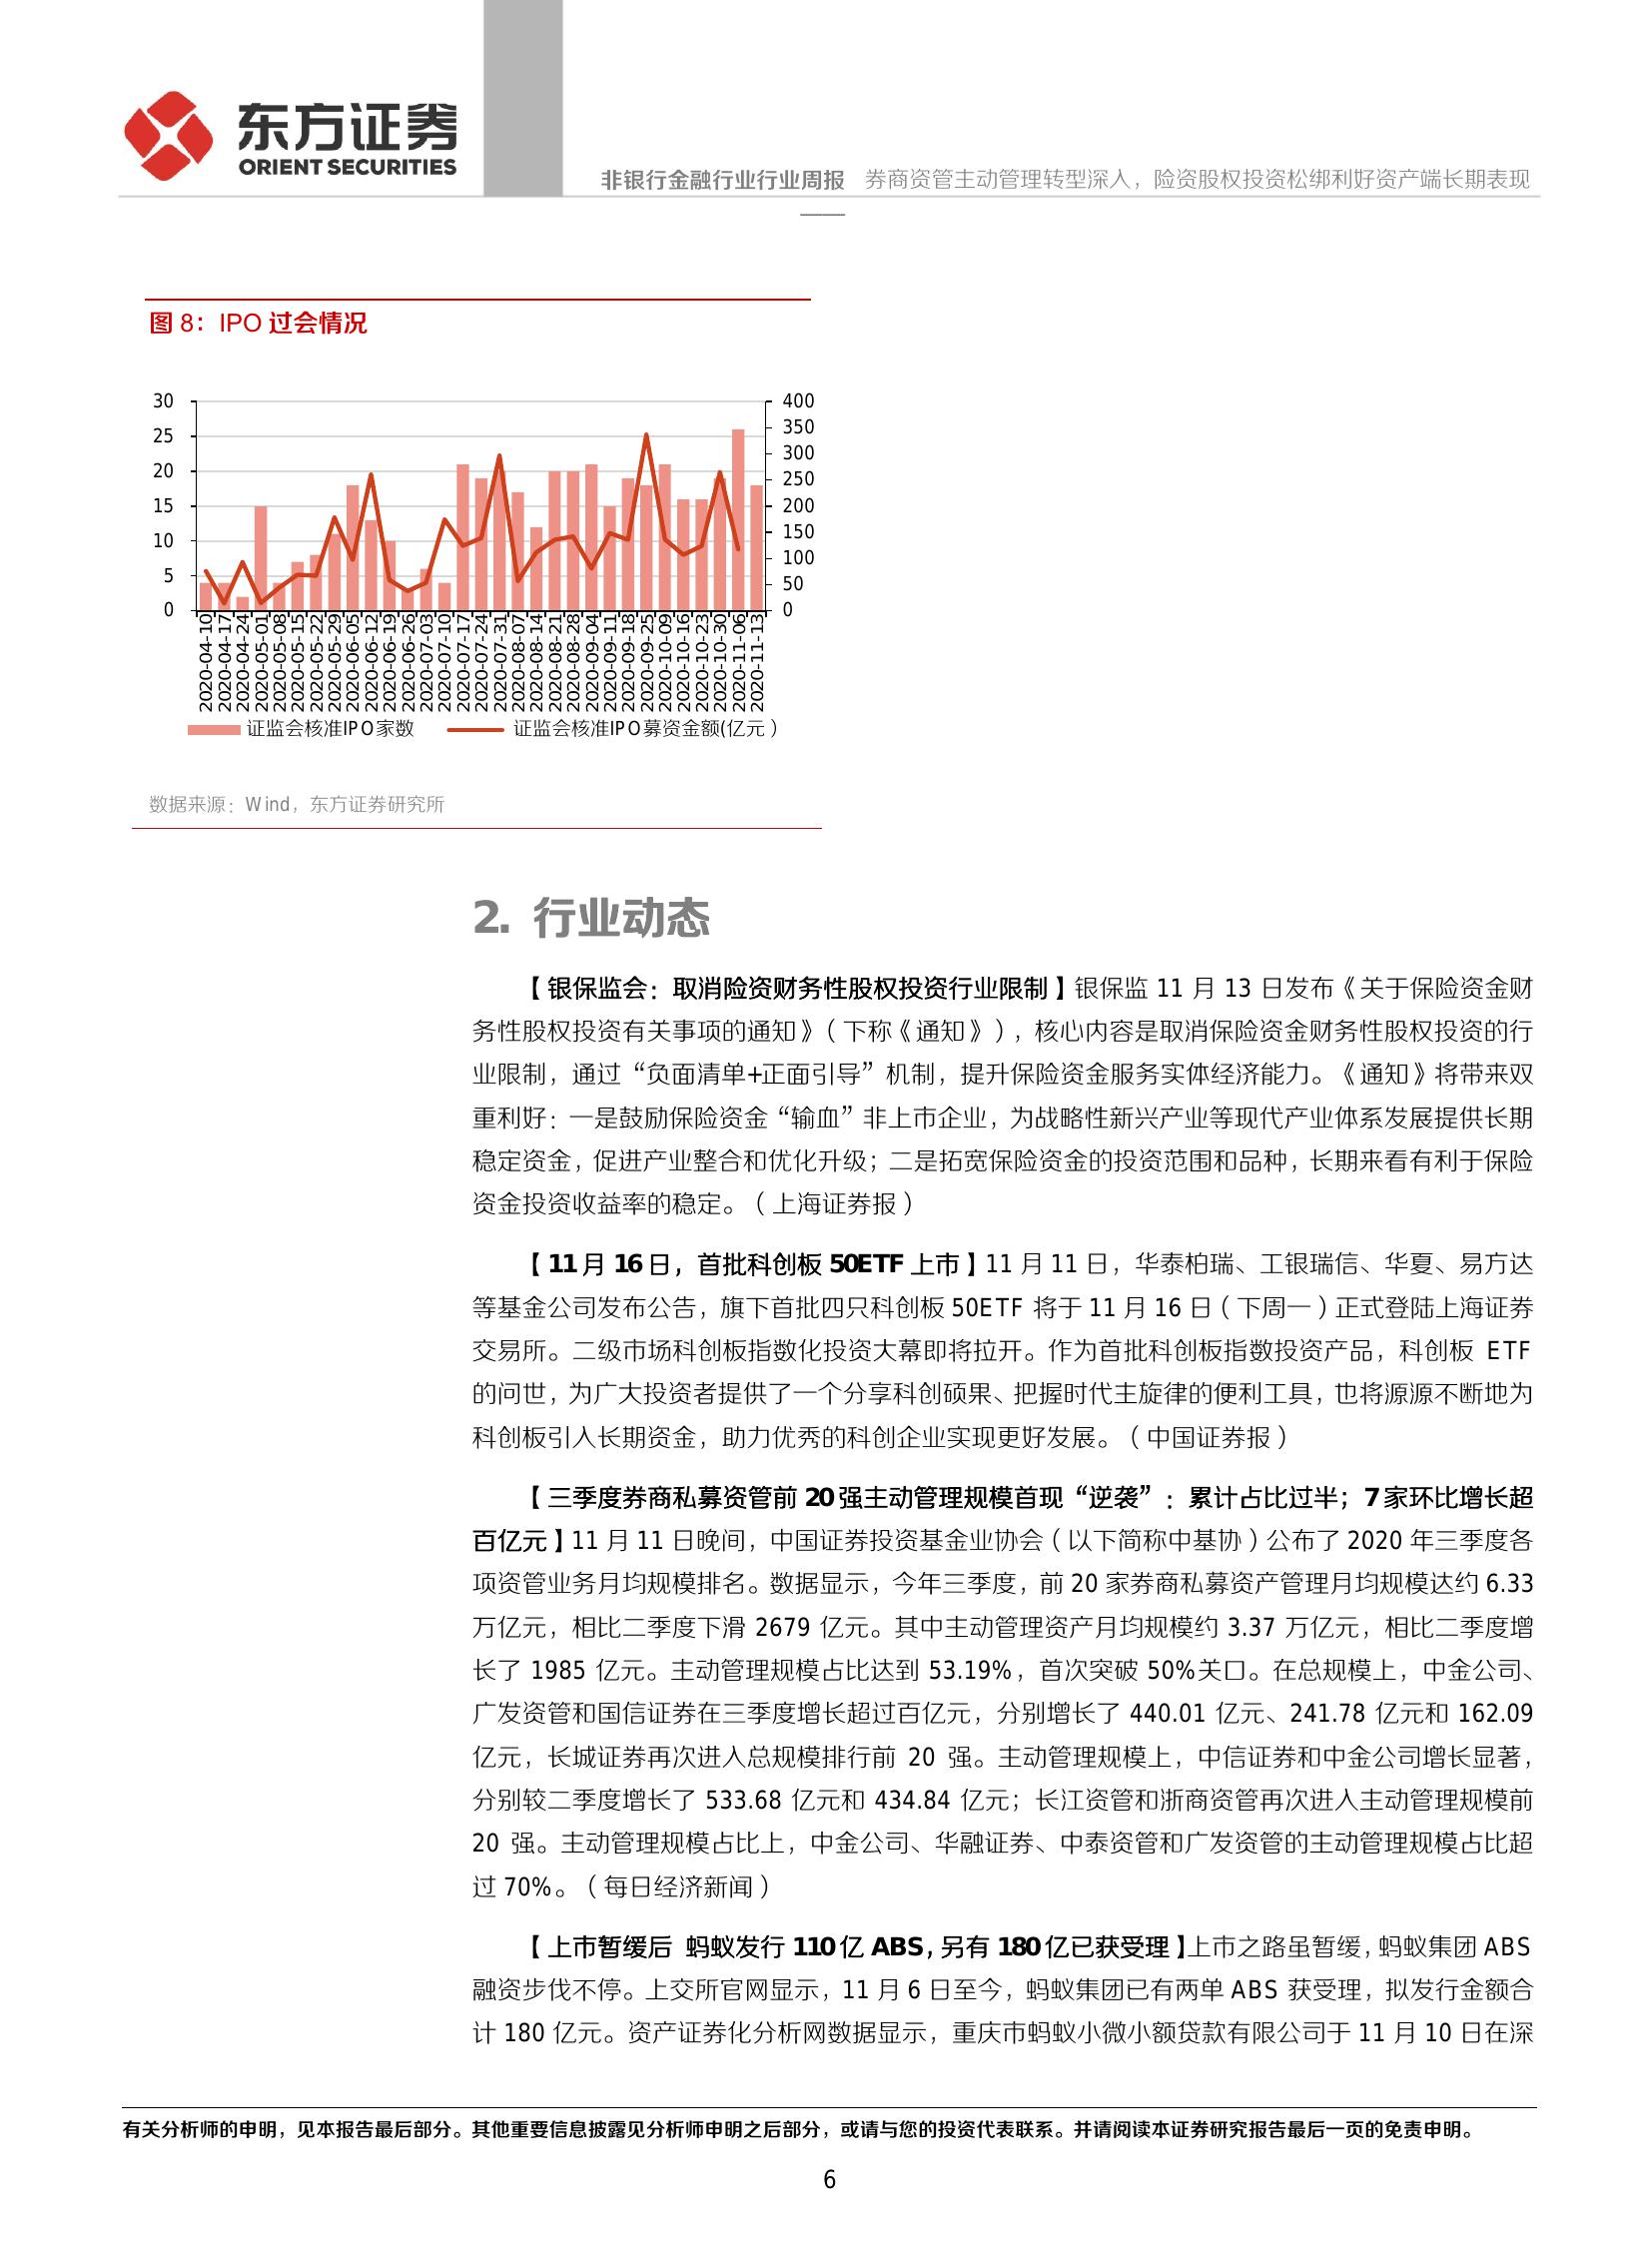 东方证券
ORIENT SECURITIES
非银行金融行业行业周报 券商资管主动管理转型深入，险资股权投资松绑利好资产端长期表现
图 8：IPO 过会情况
30
25
20
15
10
5
0
400
350
300
250
200
150
100
50
0
2020-04-10
2020-04-17
2020-04-24
2020-05-01
2020-05-08
2020-05-15
2020-05-22
2020-05-29
2020-06-05
2020-06-12
2020-06-19
2020-06-26
2020-07-03
2020-07-10
2020-07-17
2020-07-24
2020-07-31
2020-08-07
2020-08-14
2020-08-21
2020-08-28
2020-09-04
2020-09-11
2020-09-18
2020-09-25
2020-10-09
2020-10-16
2020-10-23
2020-10-30
2020-11-06
2020-11-13
证监会核准IPO家数 证监会核准IPO募资金额(亿元)
数据来源：Wind，东方证券研究所
2. 行业动态
【银保监会：取消险资财务性股权投资行业限制】银保监 11 月 13 日发布《关于保险资金财
务性股权投资有关事项的通知》（下称《通知》），核心内容是取消保险资金财务性股权投资的行
业限制，通过“负面清单+正面引导”机制，提升保险资金服务实体经济能力。《通知》将带来双
重利好：一是鼓励保险资金“输血”非上市企业，为战略性新兴产业等现代产业体系发展提供长期
稳定资金，促进产业整合和优化升级；二是拓宽保险资金的投资范围和品种，长期来看有利于保险
资金投资收益率的稳定。（上海证券报）
【11 月 16 日，首批科创板 50ETF 上市】11 月 11 日，华泰柏瑞、工银瑞信、华夏、易方达
等基金公司发布公告，旗下首批四只科创板 50ETF 将于 11 月 16 日（下周一）正式登陆上海证券
交易所。二级市场科创板指数化投资大幕即将拉开。作为首批科创板指数投资产品，科创板 ETF
的问世，为广大投资者提供了一个分享科创硕果、把握时代主旋律的便利工具，也将源源不断地为
科创板引入长期资金，助力优秀的科创企业实现更好发展。（中国证券报）
【三季度券商私募资管前 20 强主动管理规模首现“逆袭”：累计占比过半；7 家环比增长超
百亿元】11 月 11 日晚间，中国证券投资基金业协会（以下简称中基协）公布了 2020 年三季度各
项资管业务月均规模排名。数据显示，今年三季度，前 20 家券商私募资产管理月均规模达约 6.33
万亿元，相比二季度下滑 2679 亿元。其中主动管理资产月均规模约 3.37 万亿元，相比二季度增
长了 1985 亿元。主动管理规模占比达到 53.19%，首次突破 50%关口。在总规模上，中金公司、
广发资管和国信证券在三季度增长超过百亿元，分别增长了 440.01 亿元、241.78 亿元和 162.09
亿元，长城证券再次进入总规模排行前 20 强。主动管理规模上，中信证券和中金公司增长显著，
分别较二季度增长了 533.68 亿元和 434.84 亿元；长江资管和浙商资管再次进入主动管理规模前
20 强。主动管理规模占比上，中金公司、华融证券、中泰资管和广发资管的主动管理规模占比超
过 70%。（每日经济新闻）
【上市暂缓后 蚂蚁发行 110 亿 ABS，另有 180 亿已获受理】上市之路虽暂缓，蚂蚁集团 ABS
融资步伐不停。上交所官网显示，11 月 6 日至今，蚂蚁集团已有两单 ABS 获受理，拟发行金额合
计 180 亿元。资产证券化分析网数据显示，重庆市蚂蚁小微小额贷款有限公司于 11 月 10 日在深
有关分析师的申明，见本报告最后部分。其他重要信息披露见分析师申明之后部分，或请与您的投资代表联系。并请阅读本证券研究报告最后一页的免责申明。
6